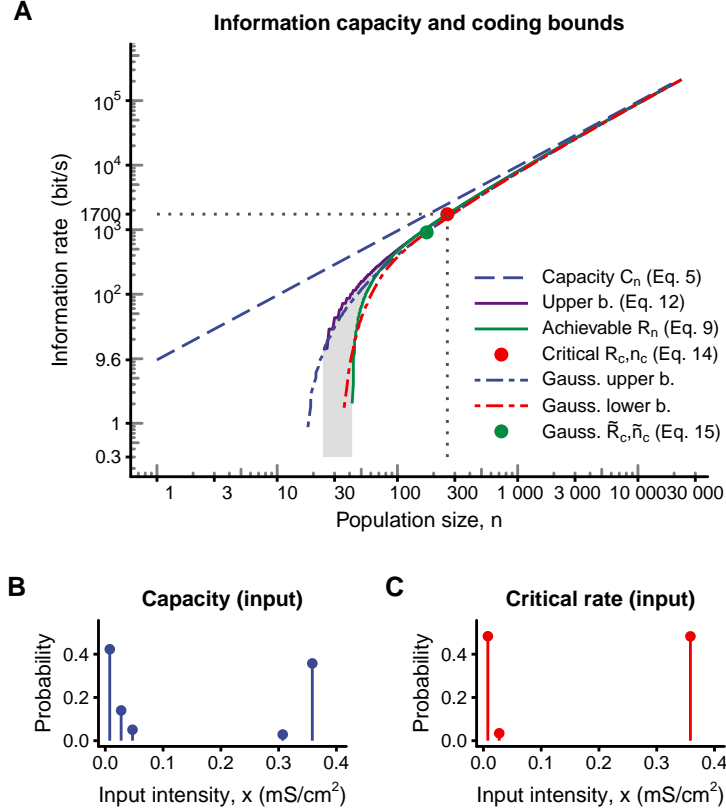 A
Information capacity and coding bounds
Information rate (bit/s)
10^5
10^4
1700
10^3
10^2
9.6
1
0.3
Capacity C_n (Eq. 5)
Upper b. (Eq. 12)
Achievable R_n (Eq. 9)
Critical R_c,n_c (Eq. 14)
Gauss. upper b.
Gauss. lower b.
Gauss. R̃_c,ñ_c (Eq. 15)
1 3 10 30 100 300 1 000 3 000 10 000 30 000
Population size, n
B
Capacity (input)
Probability
0.4
0.2
0.0
0.0 0.1 0.2 0.3 0.4
Input intensity, x (mS/cm²)
C
Critical rate (input)
Probability
0.4
0.2
0.0
0.0 0.1 0.2 0.3 0.4
Input intensity, x (mS/cm²)